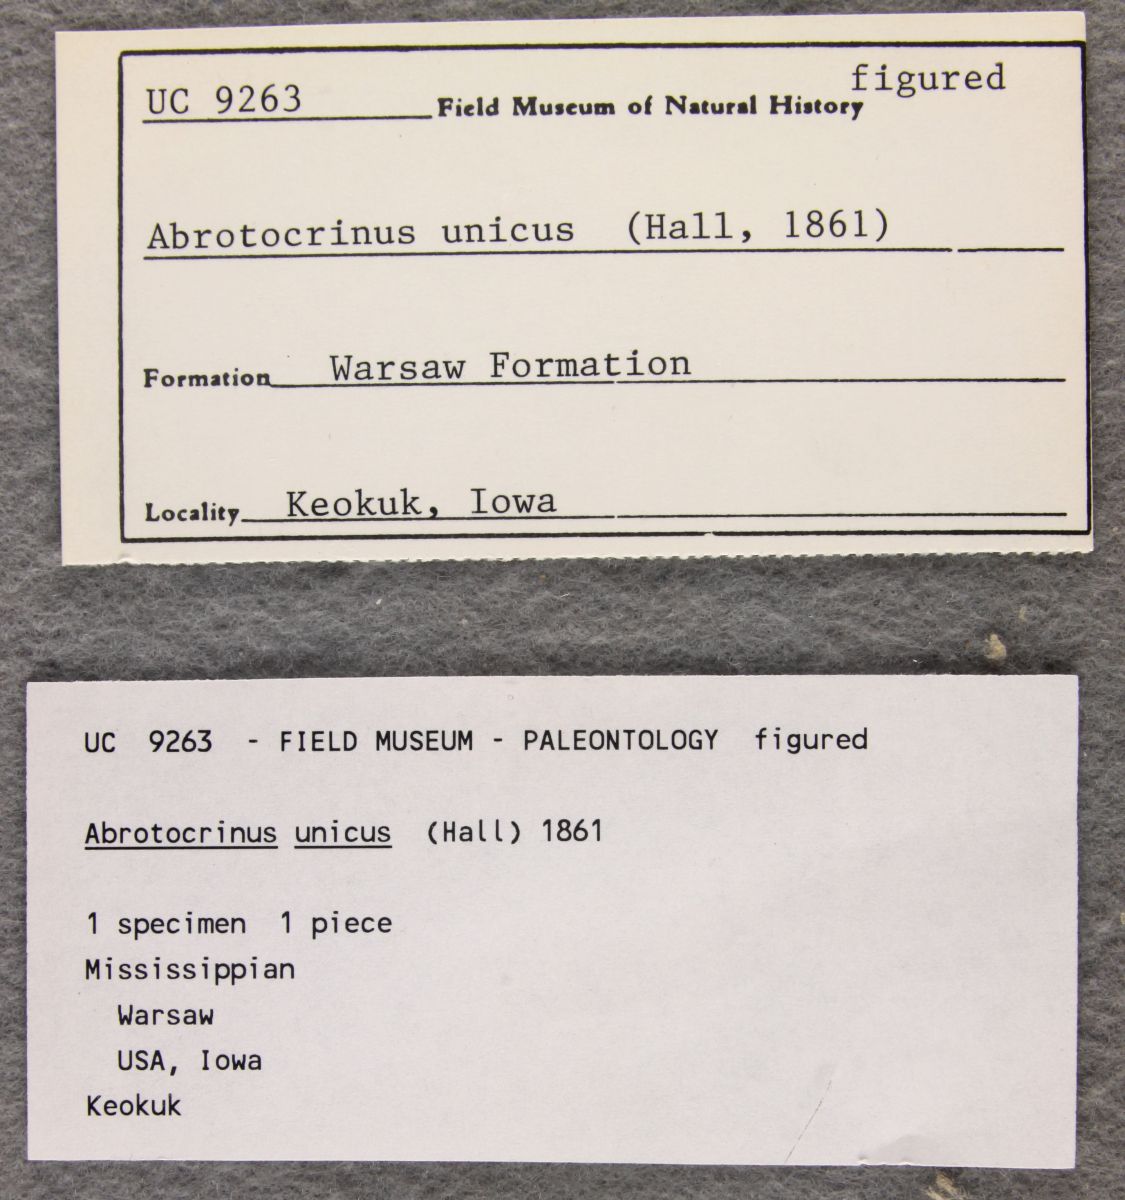 figured
UC 9263 Field Museum of Natural History
Abrotocrinus unicus (Hall, 1861)
Formation Warsaw Formation
Locality Keokuk, Iowa
UC 9263 - FIELD MUSEUM - PALEONTOLOGY figured
Abrotocrinus unicus (Hall) 1861
1 specimen 1 piece
Mississippian
Warsaw
USA, Iowa
Keokuk